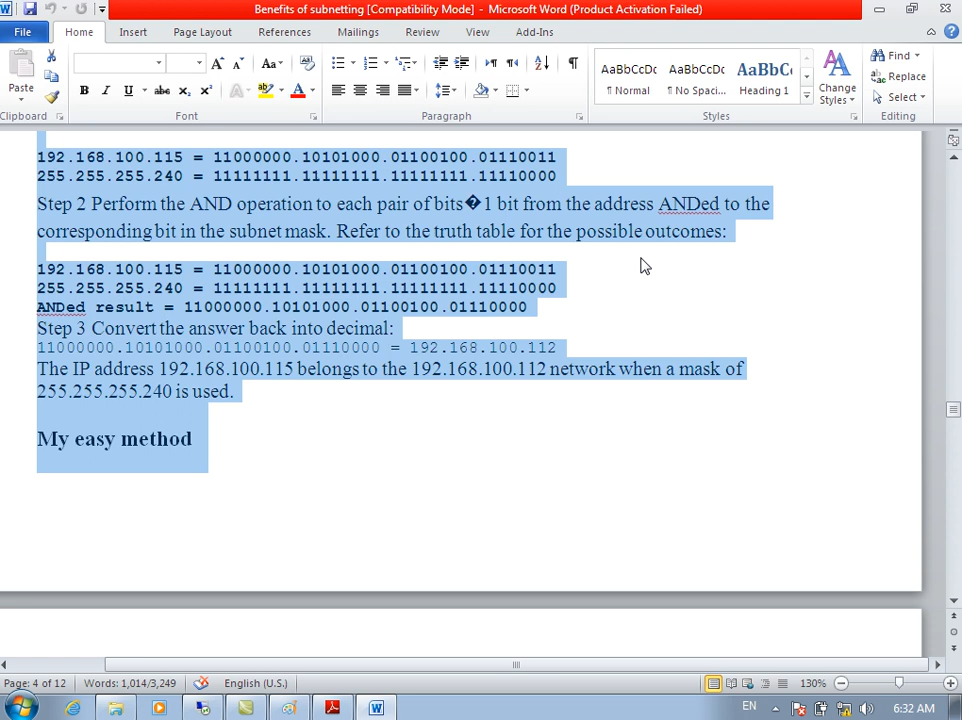 Benefits of subnetting [Compatibility Mode] - Microsoft Word (Product Activation Failed)
File Home Insert Page Layout References Mailings Review View Add-Ins
Paste
Clipboard Font Paragraph Styles Editing
AaBbCcDc AaBbCcDc AaBbCc
¶ Normal ¶ No Spaci... Heading 1
Change Styles
Find
Replace
Select
192.168.100.115 = 11000000.10101000.01100100.01110011
255.255.255.240 = 11111111.11111111.11111111.11110000
Step 2 Perform the AND operation to each pair of bits�1 bit from the address ANDed to the
corresponding bit in the subnet mask. Refer to the truth table for the possible outcomes:
192.168.100.115 = 11000000.10101000.01100100.01110011
255.255.255.240 = 11111111.11111111.11111111.11110000
ANDed result = 11000000.10101000.01100100.01110000
Step 3 Convert the answer back into decimal:
11000000.10101000.01100100.01110000 = 192.168.100.112
The IP address 192.168.100.115 belongs to the 192.168.100.112 network when a mask of
255.255.255.240 is used.
My easy method
Page: 4 of 12 Words: 1,014/3,249 English (U.S.) 130%
EN 6:32 AM